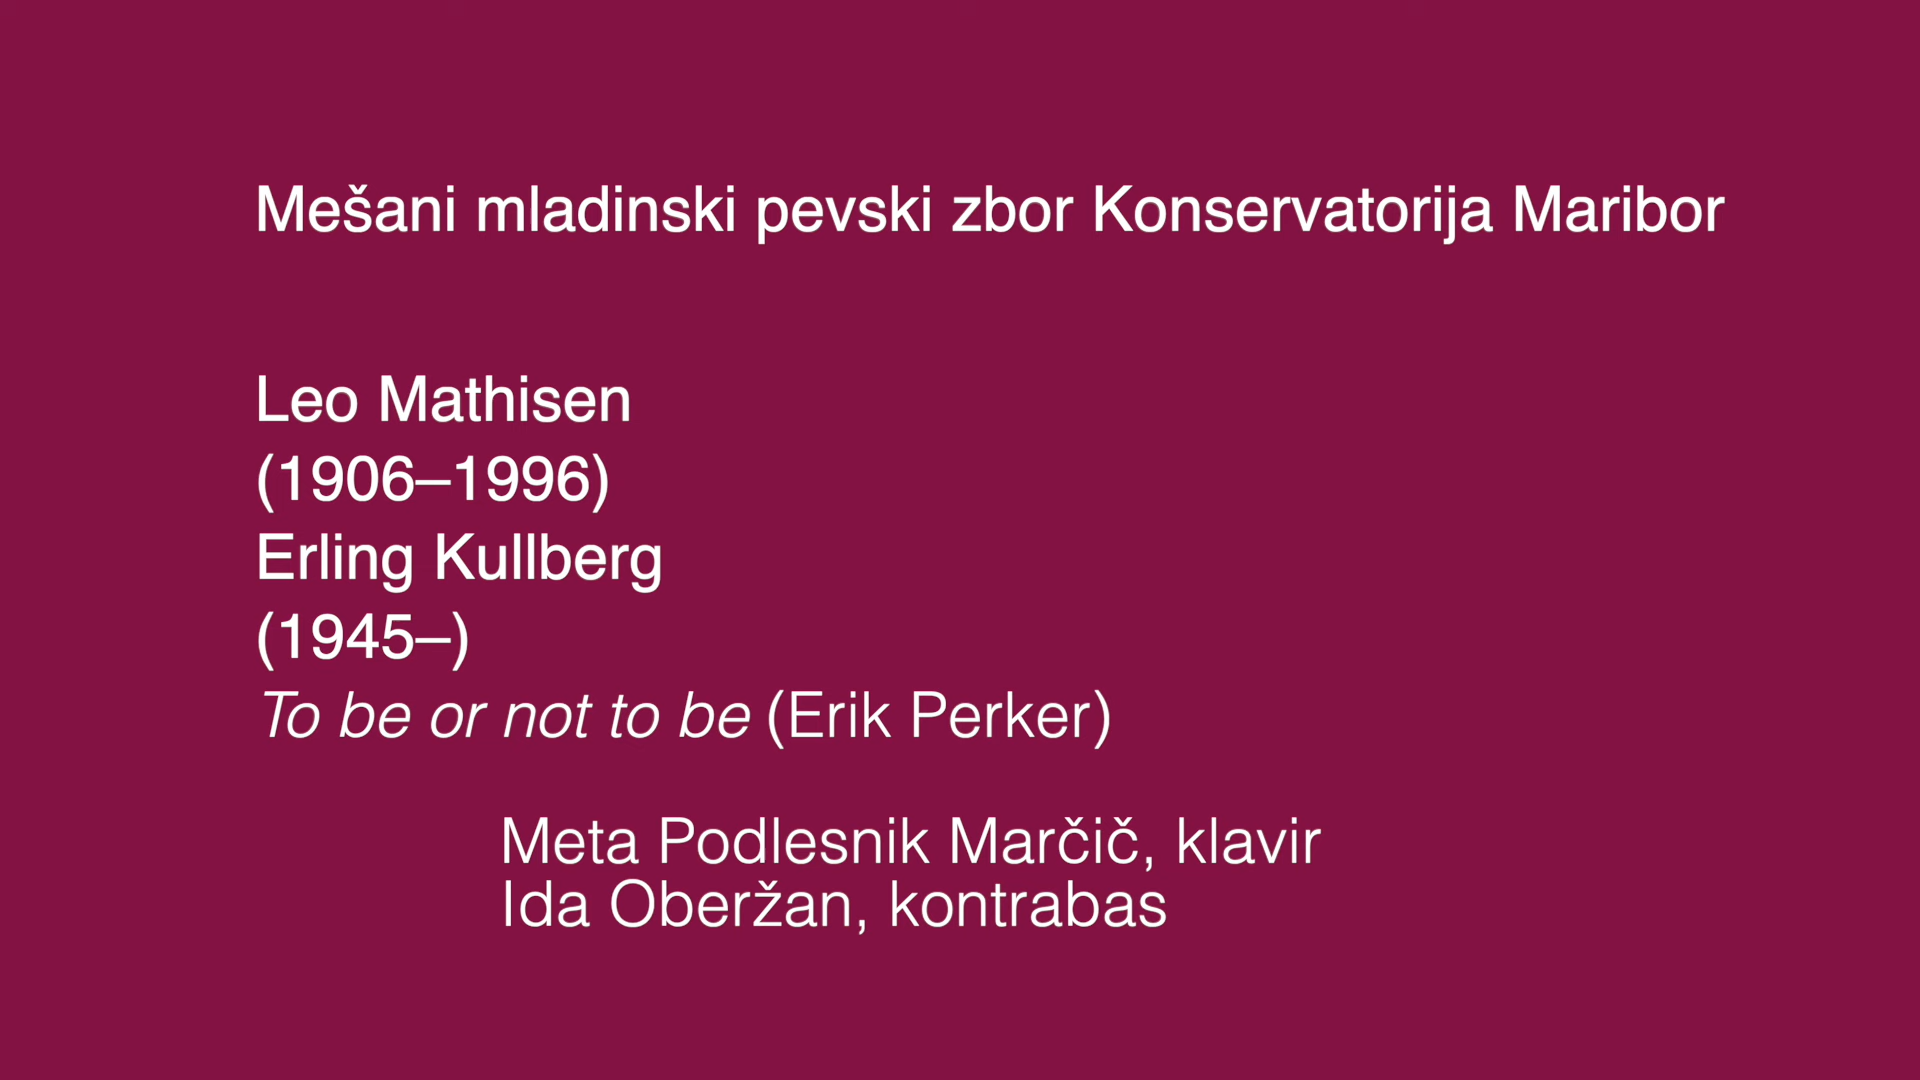 Mešani mladinski pevski zbor Konservatorija Maribor
Leo Mathisen
(1906–1996)
Erling Kullberg
(1945–)
To be or not to be (Erik Perker)
Meta Podlesnik Marčič, klavir
Ida Oberžan, kontrabas